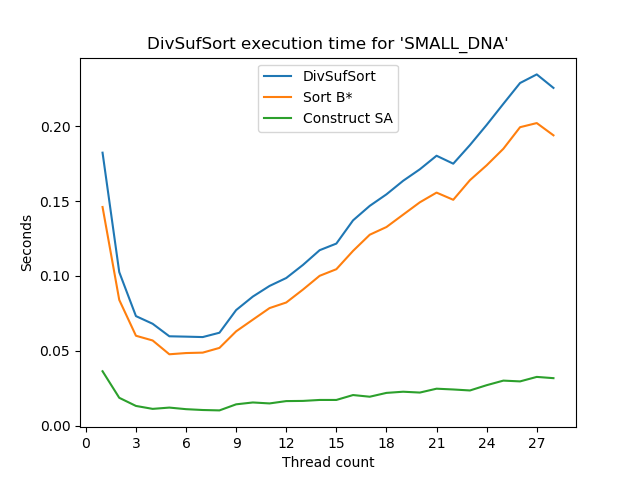 DivSufSort execution time for 'SMALL_DNA'
DivSufSort
Sort B*
Construct SA
Seconds
0.20
0.15
0.10
0.05
0.00
0 3 6 9 12 15 18 21 24 27
Thread count